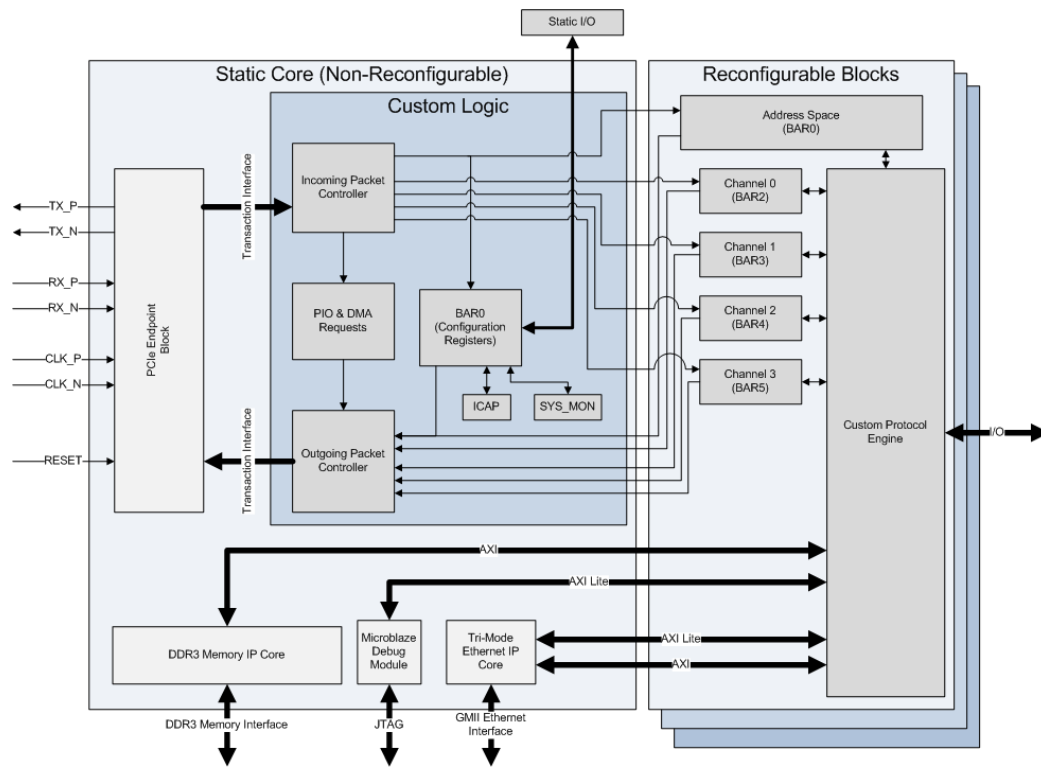 Static I/O
Static Core (Non-Reconfigurable)
Reconfigurable Blocks
Custom Logic
Address Space
(BAR0)
Transaction Interface
Incoming Packet
Controller
Channel 0
(BAR2)
TX_P
TX_N
Channel 1
(BAR3)
RX_P
RX_N
PIO & DMA
Requests
BAR0
(Configuration
Registers)
Channel 2
(BAR4)
PCIe Endpoint
Block
CLK_P
CLK_N
Channel 3
(BAR5)
ICAP
SYS_MON
Custom Protocol
Engine
I/O
RESET
Transaction Interface
Outgoing Packet
Controller
AXI
AXI Lite
DDR3 Memory IP Core
Microblaze
Debug
Module
Tri-Mode
Ethernet IP
Core
AXI Lite
AXI
DDR3 Memory Interface
JTAG
GMII Ethernet
Interface